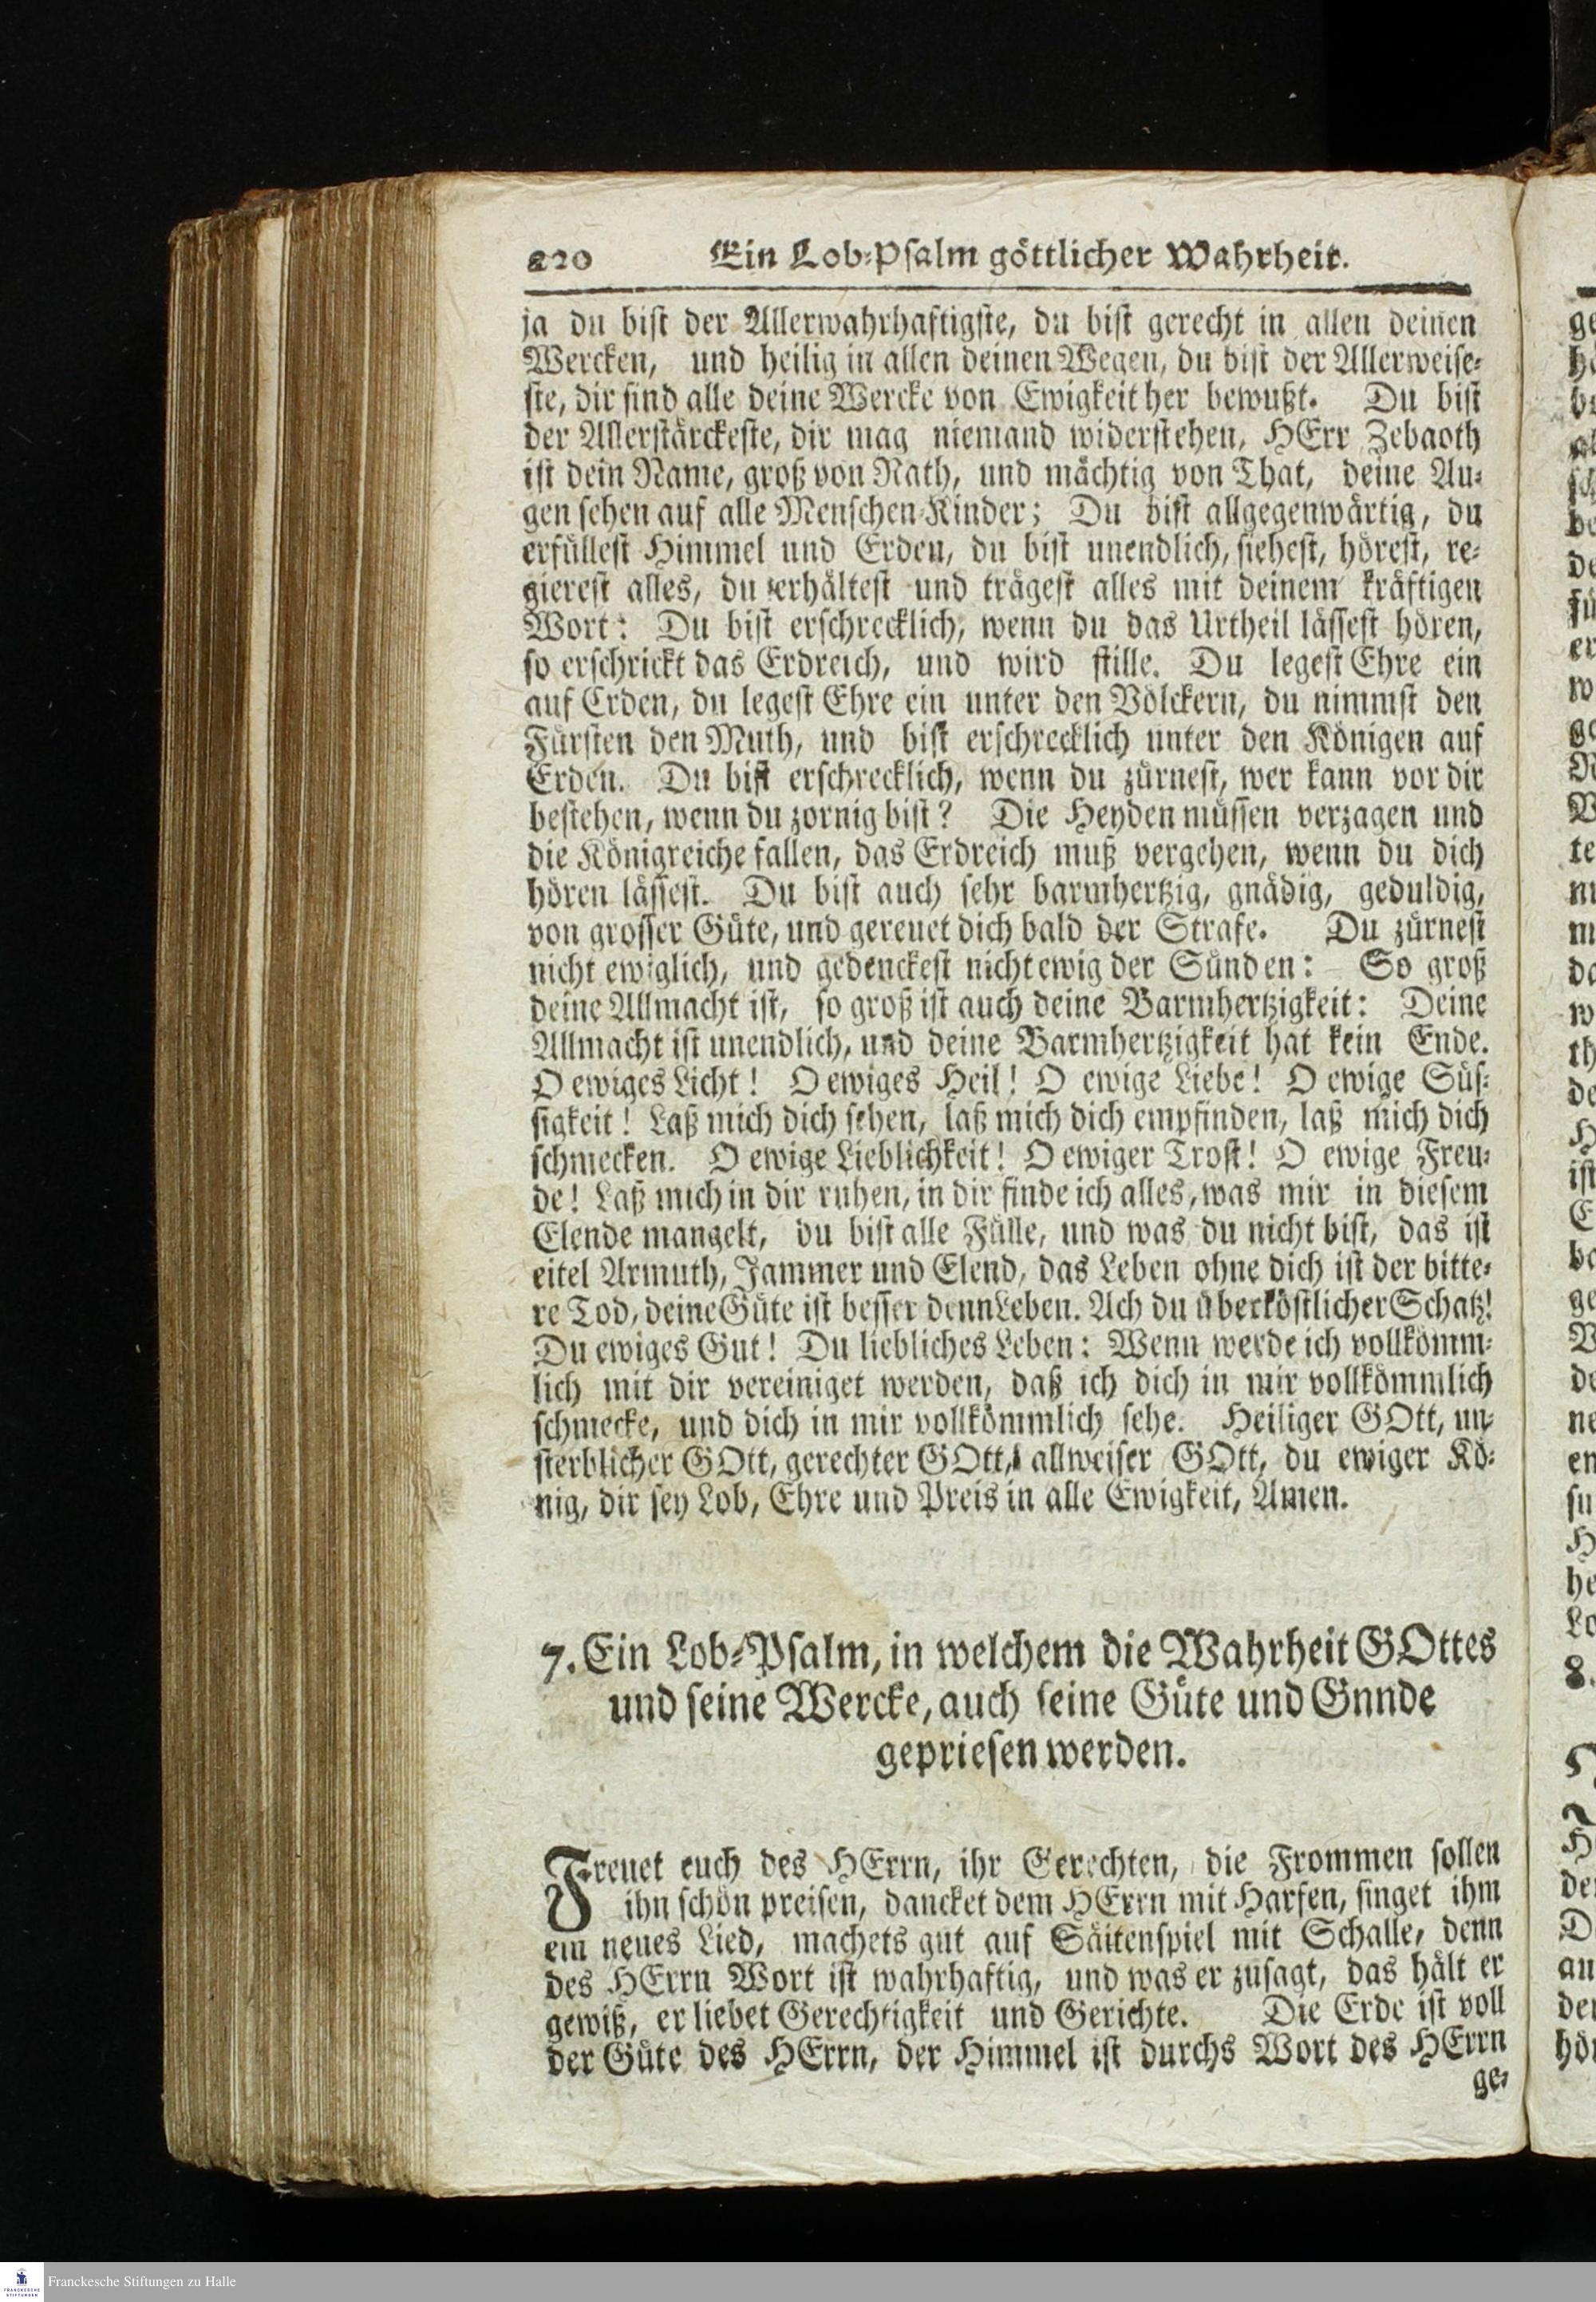 220 Ein Lob-Psalm göttlicher Wahrheit.
ja du bist der Allerwahrhaftigste, du bist gerecht in allen deinen
Wercken, und heilig in allen deinen Wegen, du bist der Allerweise-
ste, dir sind alle deine Wercke von Ewigkeit her bewußt. Du bist
der Allerstärckeste, dir mag niemand widerstehen, HErr Zebaoth
ist dein Name, groß von Rath, und mächtig von That, deine Au-
gen sehen auf alle Menschen-Kinder; Du bist allgegenwärtig, du
erfüllest Himmel und Erden, du bist unendlich, siehest, hörest, re-
gierest alles, du erhältest und trägest alles mit deinem kräftigen
Wort: Du bist erschrecklich, wenn du das Urtheil lässest hören,
so erschrickt das Erdreich, und wird stille. Du legest Ehre ein
auf Erden, du legest Ehre ein unter den Völckern, du nimmst den
Fürsten den Muth, und bist erschrecklich unter den Königen auf
Erden. Du bist erschrecklich, wenn du zürnest, wer kann vor dir
bestehen, wenn du zornig bist? Die Heyden müssen verzagen und
die Königreiche fallen, das Erdreich muß vergehen, wenn du dich
hören lässest. Du bist auch sehr barmhertzig, gnädig, geduldig,
von grosser Güte, und gereuet dich bald der Strafe. Du zürnest
nicht ewiglich, und gedenckest nicht ewig der Sünden: So groß
deine Allmacht ist, so groß ist auch deine Barmhertzigkeit: Deine
Allmacht ist unendlich, und deine Barmhertzigkeit hat kein Ende.
O ewiges Licht! O ewiges Heil! O ewige Liebe! O ewige Süs-
sigkeit! Laß mich dich sehen, laß mich dich empfinden, laß mich dich
schmecken. O ewige Lieblichkeit! O ewiger Trost! O ewige Freu-
de! Laß mich in dir ruhen, in dir finde ich alles, was mir in diesem
Elende mangelt, du bist alle Fülle, und was du nicht bist, das ist
eitel Armuth, Jammer und Elend, das Leben ohne dich ist der bitte-
re Tod, deine Güte ist besser denn Leben. Ach du überköstlicher Schatz!
Du ewiges Gut! Du liebliches Leben: Wenn werde ich vollkömm-
lich mit dir vereiniget werden, daß ich dich in mir vollkömmlich
schmecke, und dich in mir vollkömmlich sehe. Heiliger GOtt, un-
sterblicher GOtt, gerechter GOtt, allweiser GOtt, du ewiger Kö-
nig, dir sey Lob, Ehre und Preis in alle Ewigkeit, Amen.
7. Ein Lob-Psalm, in welchem die Wahrheit GOttes
und seine Wercke, auch seine Güte und Gnnde
gepriesen werden.
Freuet euch des HErrn, ihr Gerechten, die Frommen sollen
ihn schön preisen, dancket dem HErrn mit Harfen, singet ihm
ein neues Lied, machets gut auf Säitenspiel mit Schalle, denn
des HErrn Wort ist wahrhaftig, und was er zusagt, das hält er
gewiß, er liebet Gerechtigkeit und Gerichte. Die Erde ist voll
der Güte des HErrn, der Himmel ist durchs Wort des HErrn
ge-
Franckesche Stiftungen zu Halle